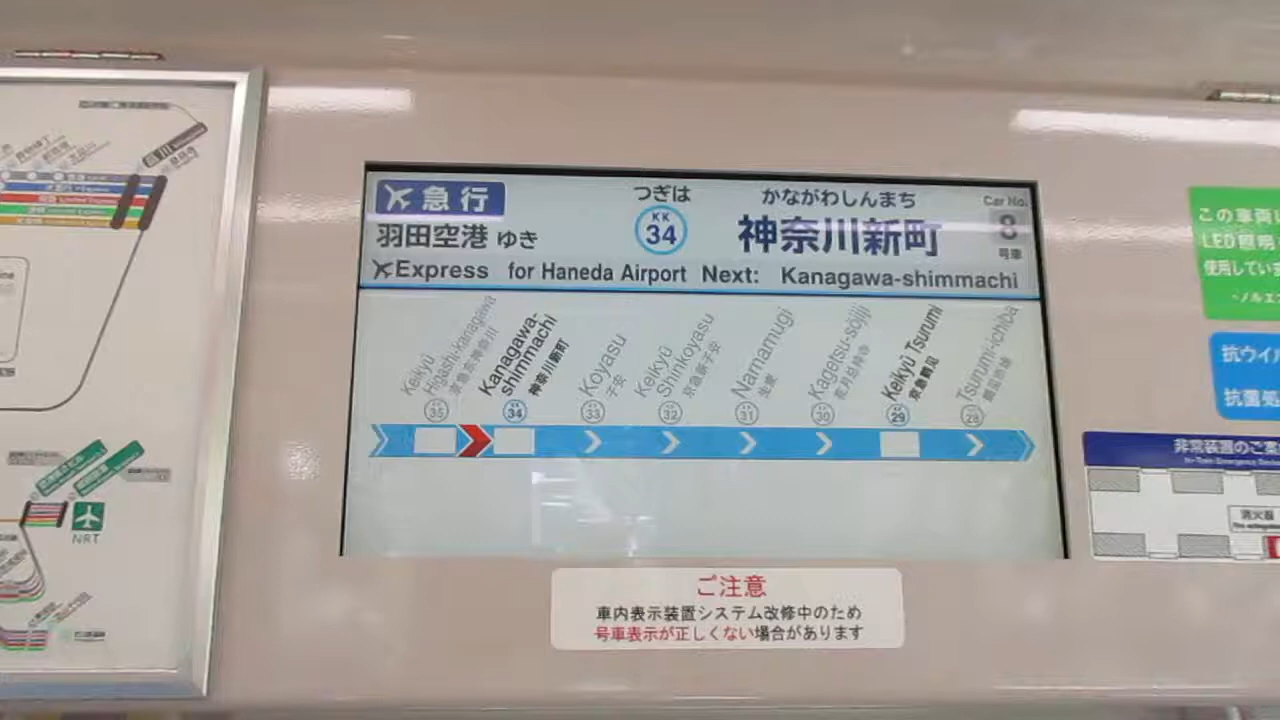 急行
羽田空港 ゆき
つぎは
KK
34
かながわしんまち
神奈川新町
Car No.
8
号車
Express for Haneda Airport Next: Kanagawa-shimmachi
Keikyū
Higashi-kanagawa
京急東神奈川
35
Kanagawa-
shimmachi
神奈川新町
34
Koyasu
子安
33
Keikyū
Shinkoyasu
京急新子安
32
Namamugi
生麦
31
Kagetsu-sōjiji
花月総持寺
30
Keikyū Tsurumi
京急鶴見
29
Tsurumi-ichiba
鶴見市場
28
ご注意
車内表示装置システム改修中のため
号車表示が正しくない場合があります
品川
NRT
この車両
LED照明
使用してい
抗ウイ
抗菌処
非常装置のご案
消火器